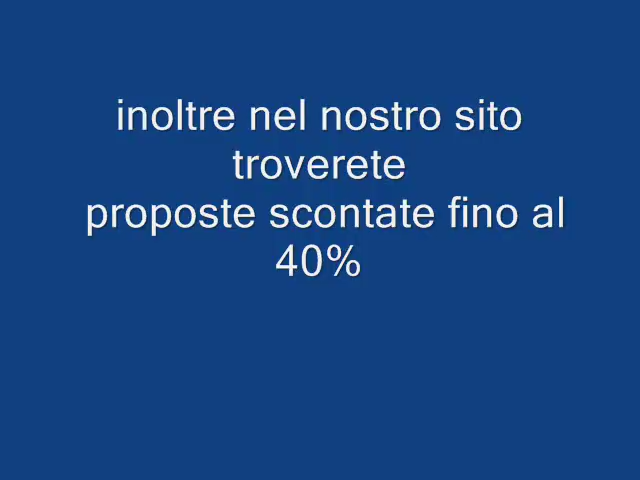 inoltre nel nostro sito
troverete
proposte scontate fino al
40%